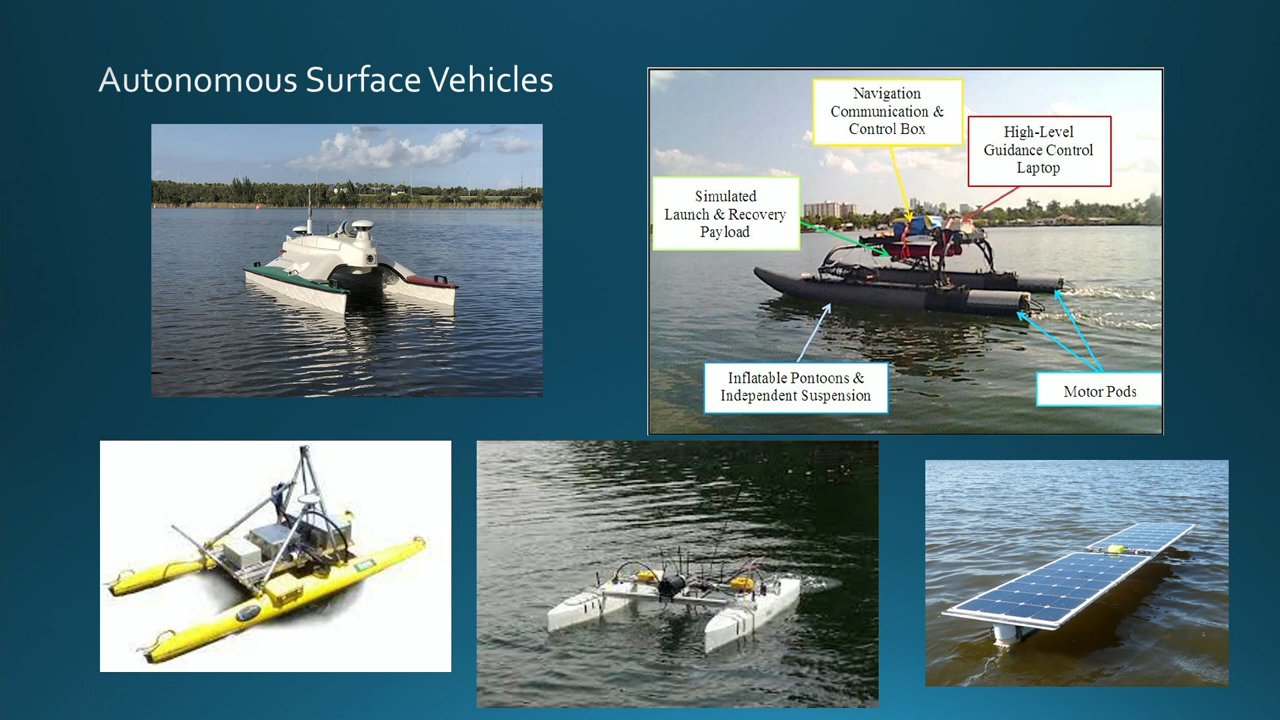 Autonomous Surface Vehicles
Navigation
Communication &
Control Box
High-Level
Guidance Control
Laptop
Simulated
Launch & Recovery
Payload
Inflatable Pontoons &
Independent Suspension
Motor Pods